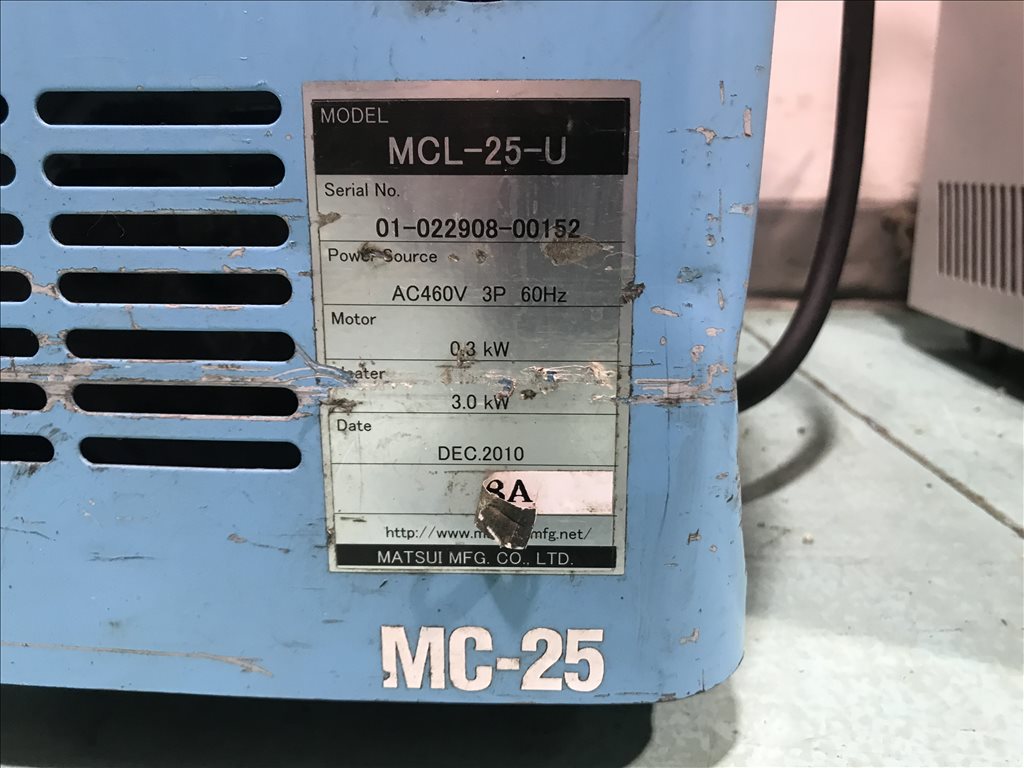 MODEL
MCL-25-U
Serial No.
01-022908-00152
Power Source
AC460V 3P 60Hz
Motor
0.3 kW
Heater
3.0 kW
Date
DEC.2010
8A
MATSUI MFG. CO., LTD.
MC-25